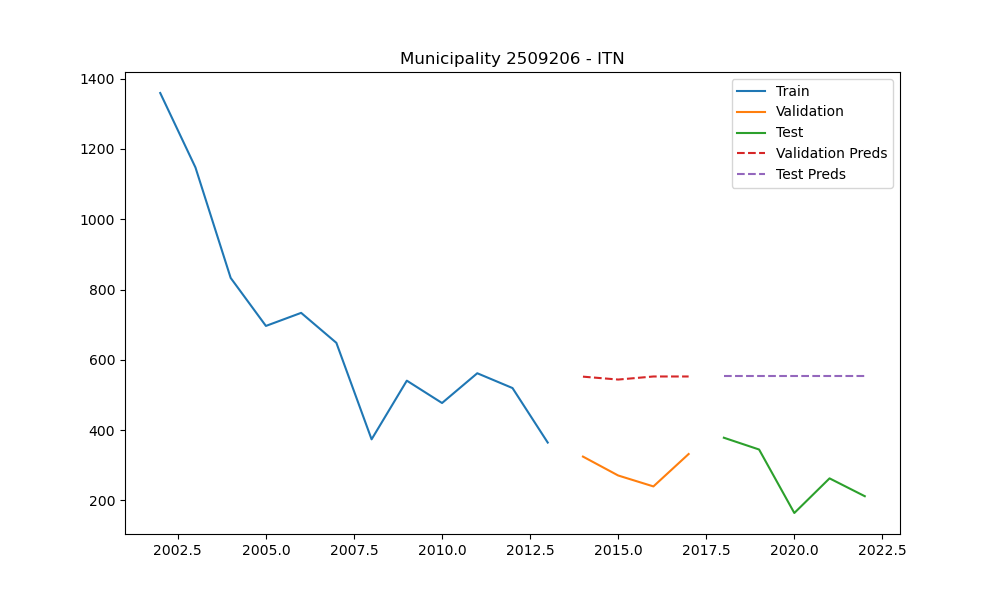 Municipality 2509206 - ITN
1400
1200
1000
800
600
400
200
2002.5 2005.0 2007.5 2010.0 2012.5 2015.0 2017.5 2020.0 2022.5
Train
Validation
Test
Validation Preds
Test Preds